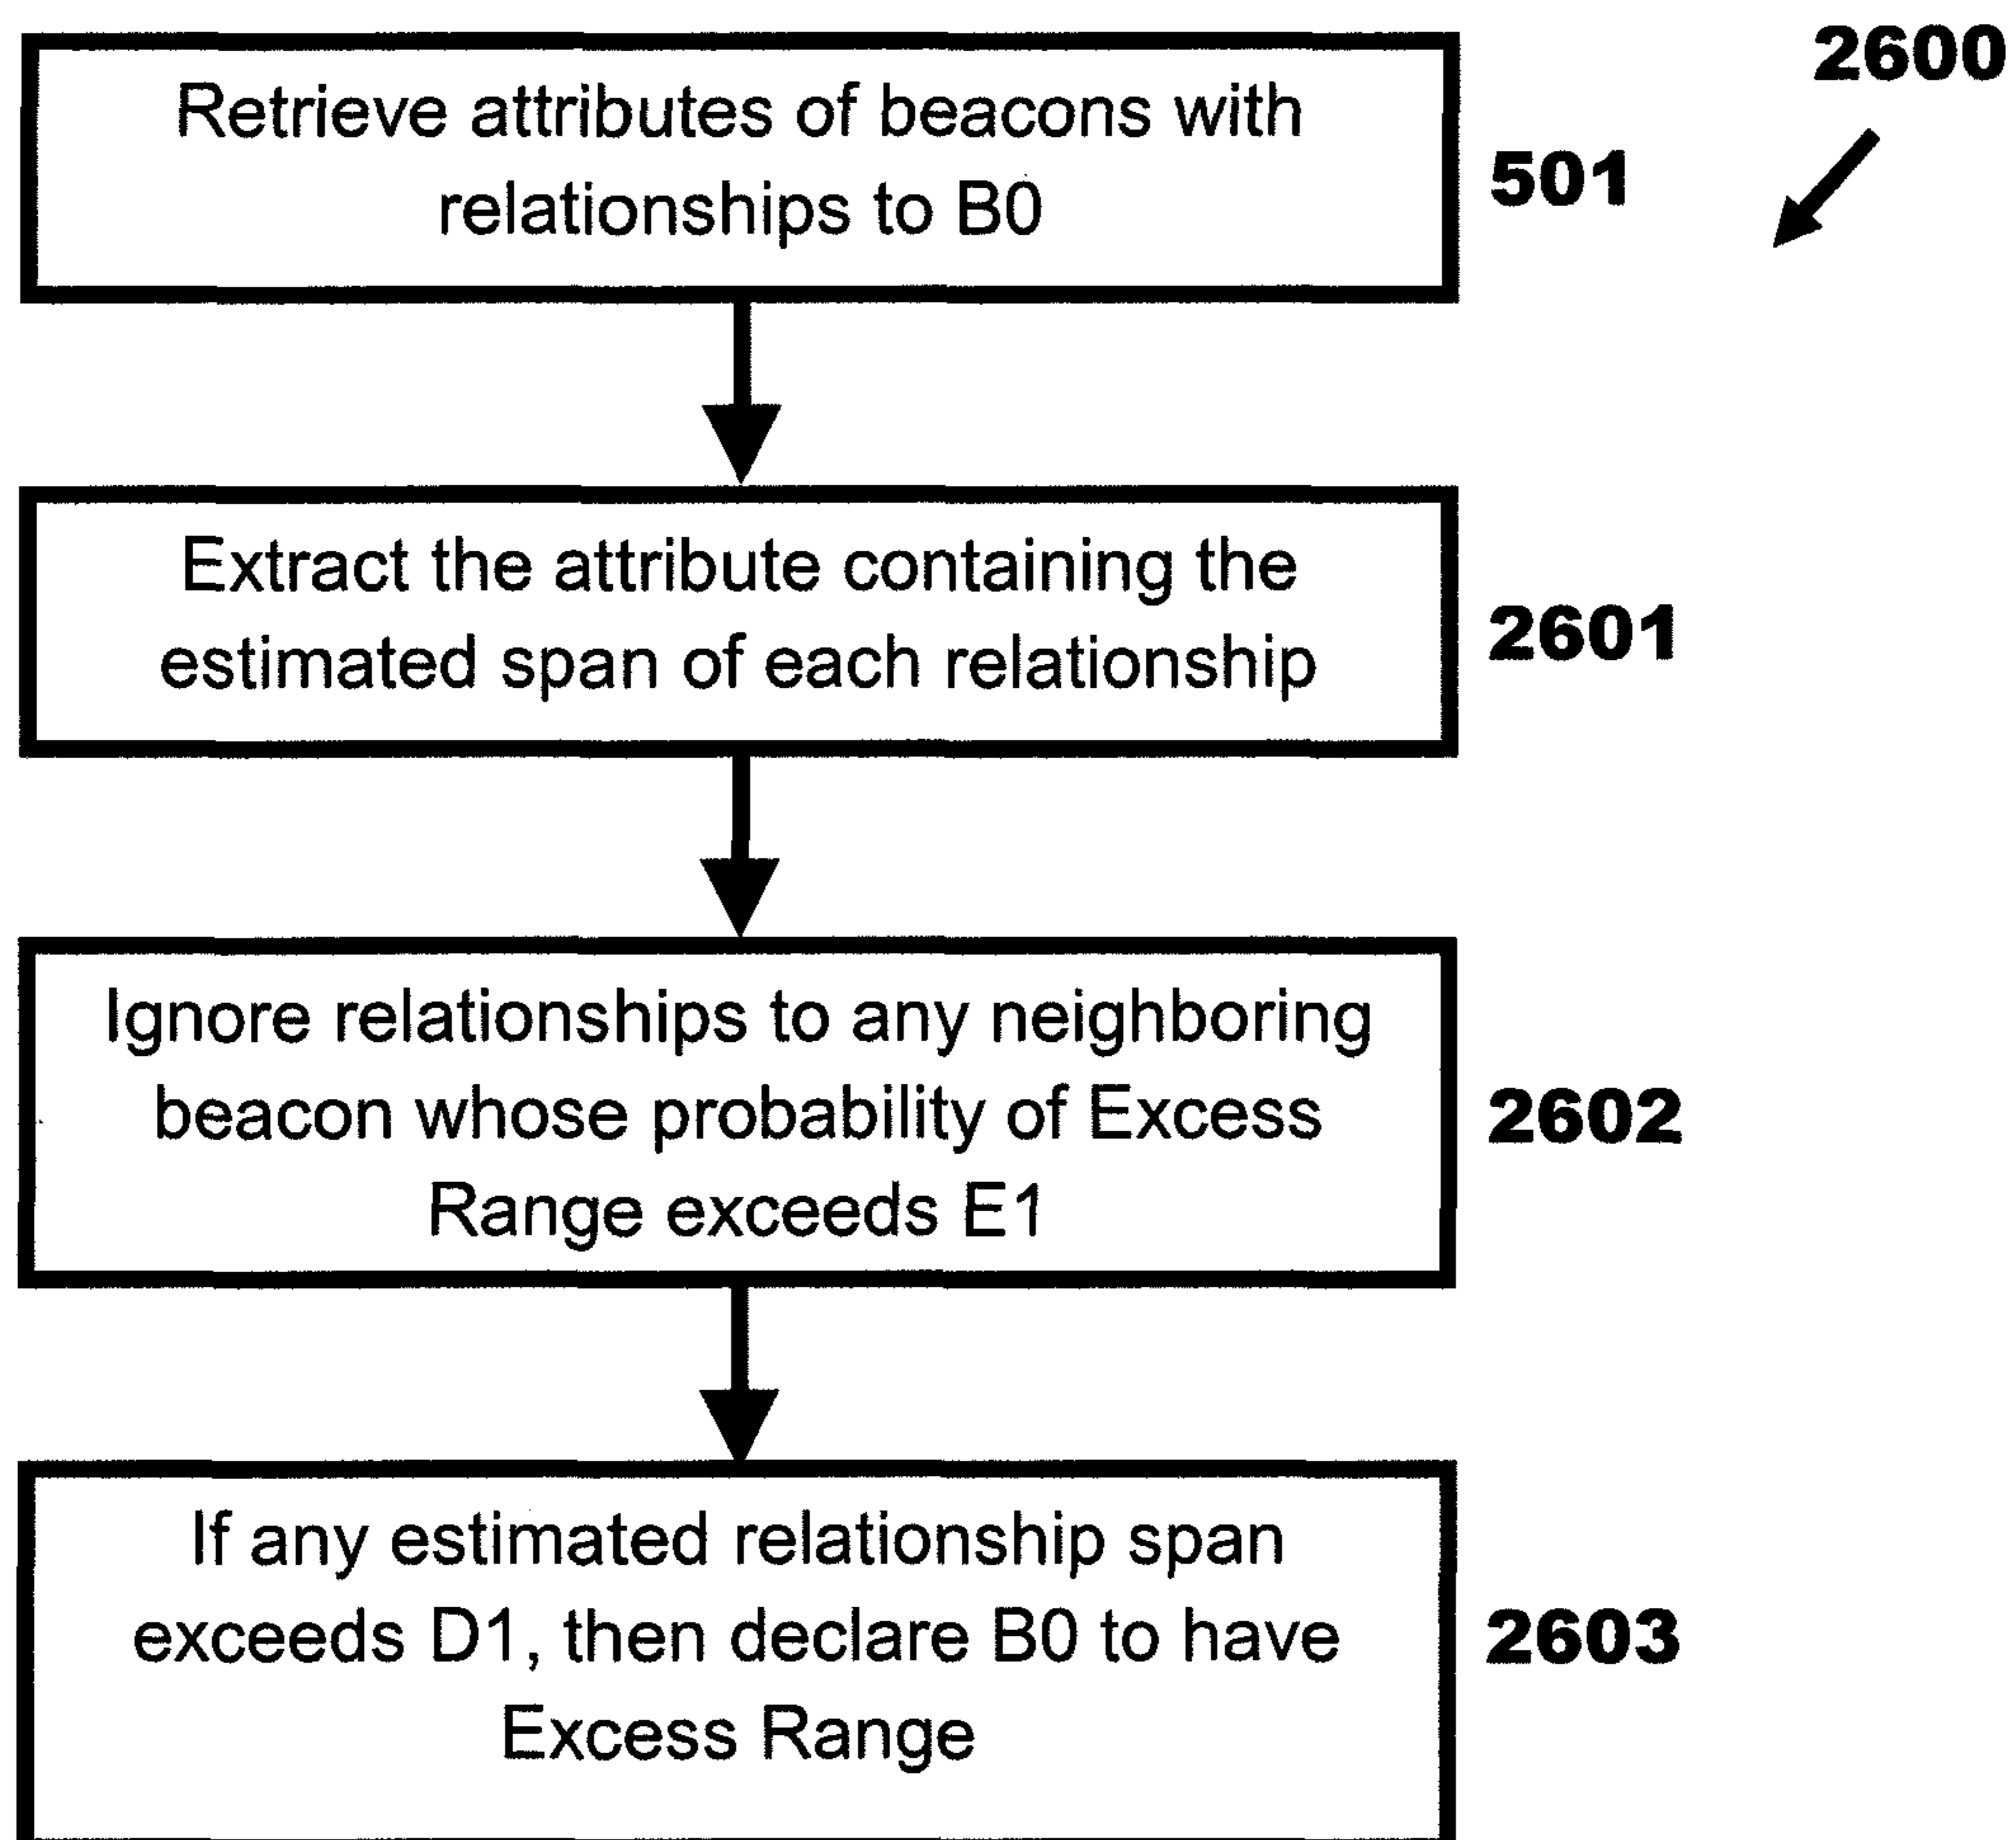 2600
Retrieve attributes of beacons with
relationships to B0
501
Extract the attribute containing the
estimated span of each relationship
2601
Ignore relationships to any neighboring
beacon whose probability of Excess
Range exceeds E1
2602
If any estimated relationship span
exceeds D1, then declare B0 to have
Excess Range
2603